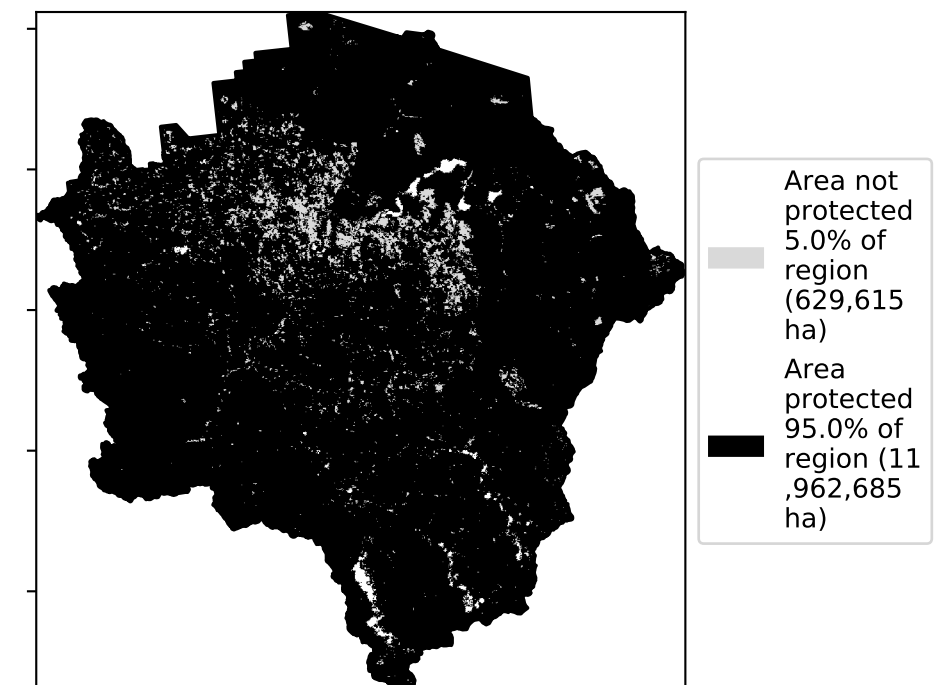 Area not
protected
5.0% of
region
(629,615
ha)
Area
protected
95.0% of
region (11
,962,685
ha)